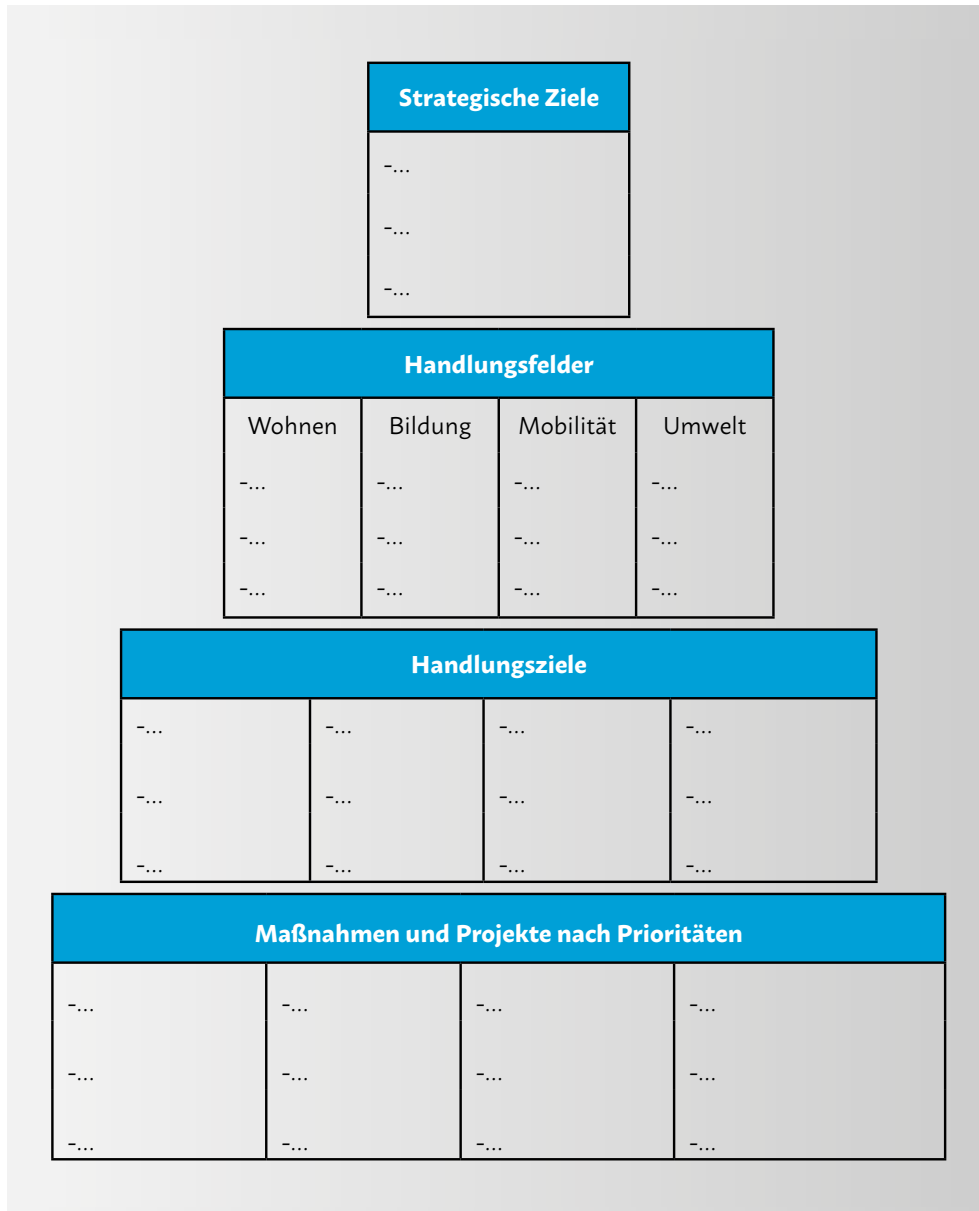 Strategische Ziele
-...
-...
-...
Handlungsfelder
Wohnen Bildung Mobilität Umwelt
-... -... -... -...
-... -... -... -...
-... -... -... -...
Handlungsziele
-... -... -... -...
-... -... -... -...
-... -... -... -...
Maßnahmen und Projekte nach Prioritäten
-... -... -... -...
-... -... -... -...
-... -... -... -...